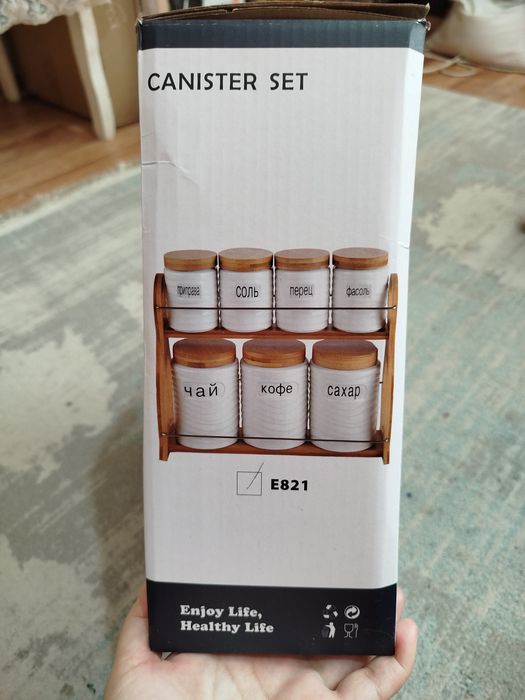 CANISTER SET
приправа
соль
перец
фасоль
чай
кофе
сахар
E821
Enjoy Life,
Healthy Life